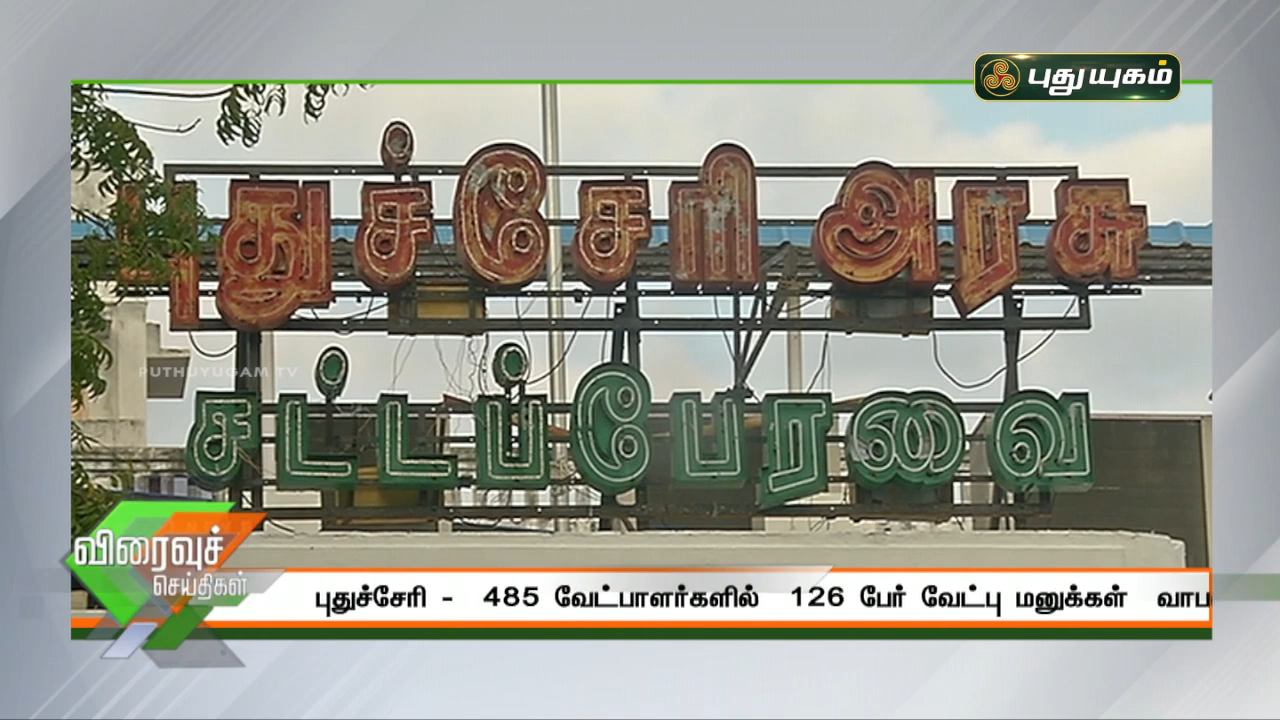 புதுயுகம்
புதுச்சேரி அரசு
PUTHUYUGAM TV
சட்டப்பேரவை
விரைவுச்
செய்திகள்
புதுச்சேரி - 485 வேட்பாளர்களில் 126 பேர் வேட்பு மனுக்கள்